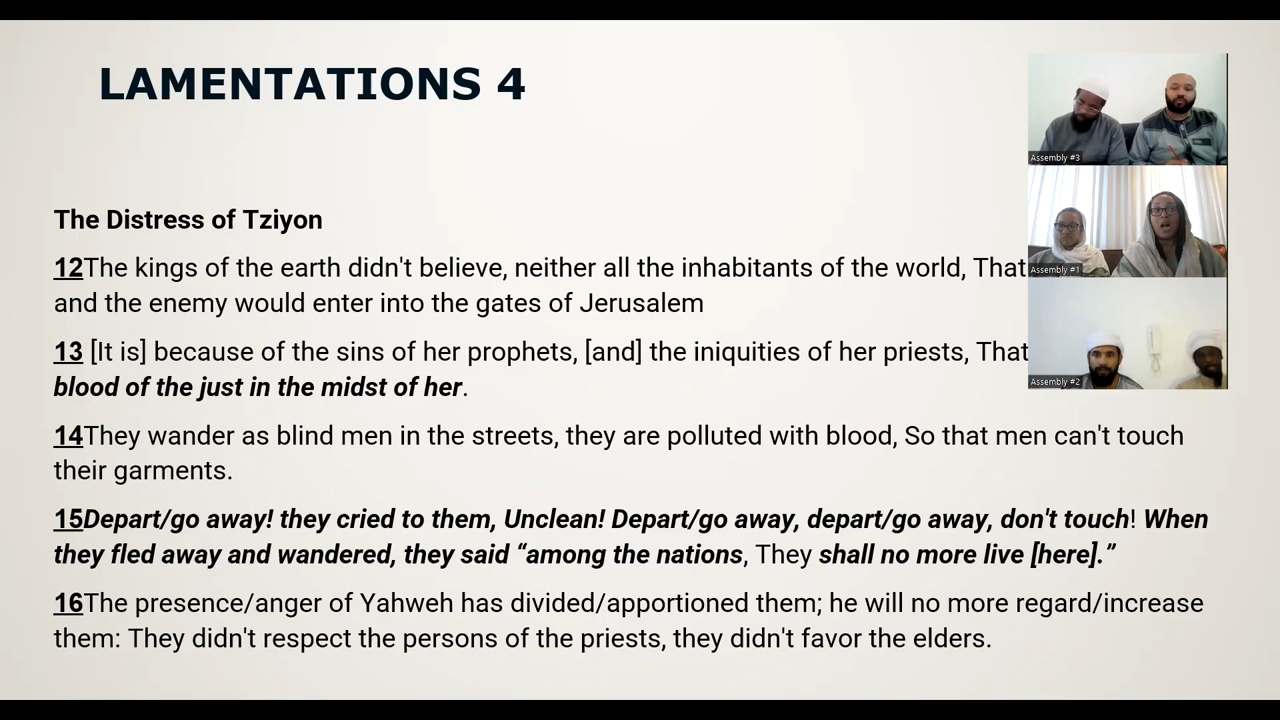 LAMENTATIONS 4
The Distress of Tziyon
12The kings of the earth didn't believe, neither all the inhabitants of the world, That
and the enemy would enter into the gates of Jerusalem
13 [It is] because of the sins of her prophets, [and] the iniquities of her priests, That
blood of the just in the midst of her.
14They wander as blind men in the streets, they are polluted with blood, So that men can't touch
their garments.
15Depart/go away! they cried to them, Unclean! Depart/go away, depart/go away, don't touch! When
they fled away and wandered, they said “among the nations, They shall no more live [here].”
16The presence/anger of Yahweh has divided/apportioned them; he will no more regard/increase
them: They didn't respect the persons of the priests, they didn't favor the elders.
Assembly #3
Assembly #1
Assembly #2